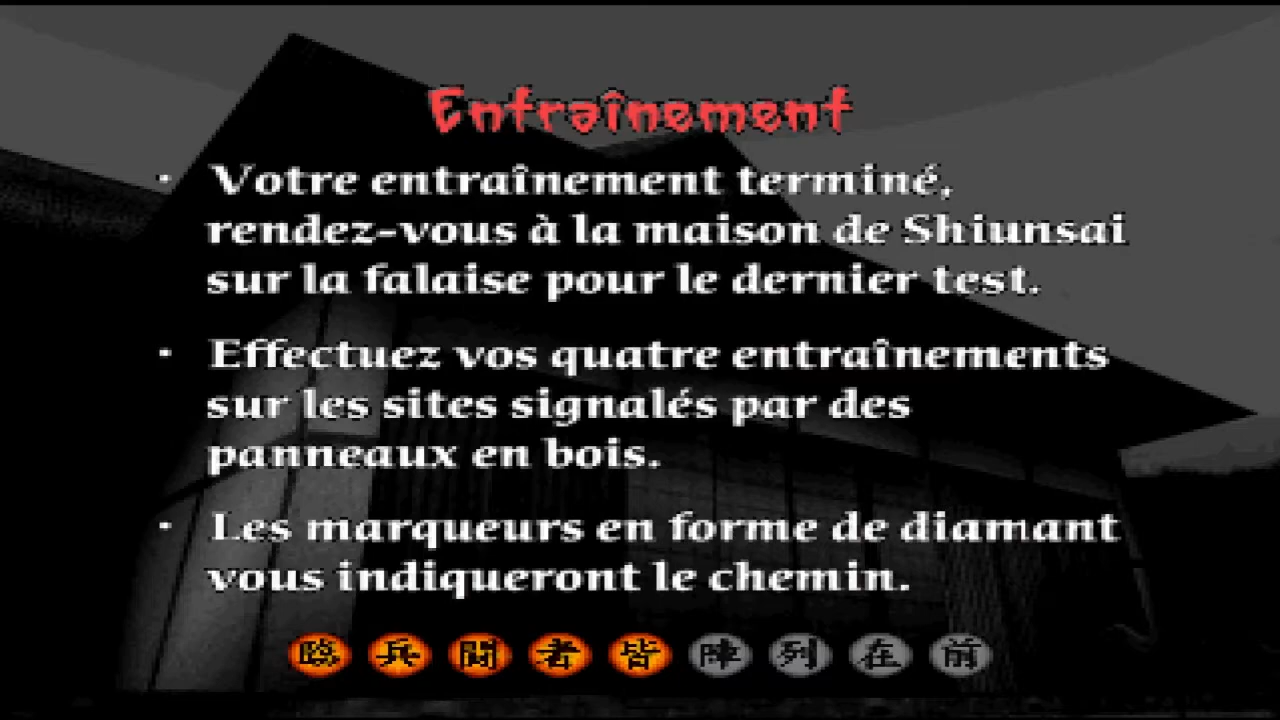 Entraînement
· Votre entraînement terminé,
rendez-vous à la maison de Shiunsai
sur la falaise pour le dernier test.
· Effectuez vos quatre entraînements
sur les sites signalés par des
panneaux en bois.
· Les marqueurs en forme de diamant
vous indiqueront le chemin.
臨 兵 闘 者 皆 陣 列 在 前